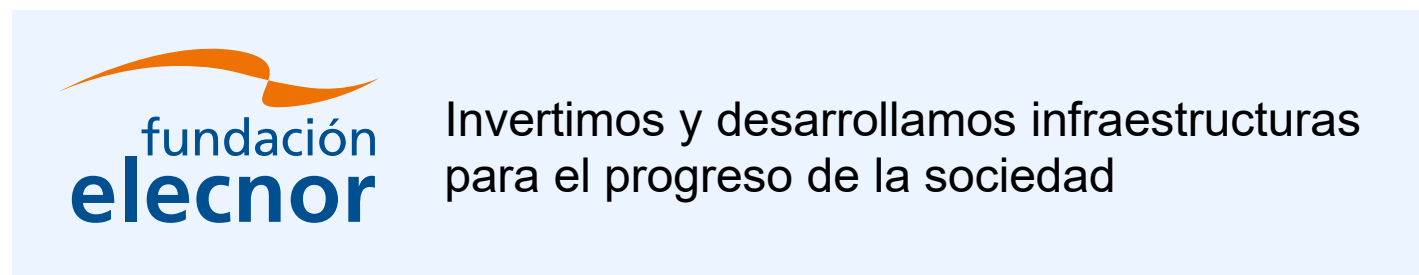 fundación
elecnor
Invertimos y desarrollamos infraestructuras
para el progreso de la sociedad